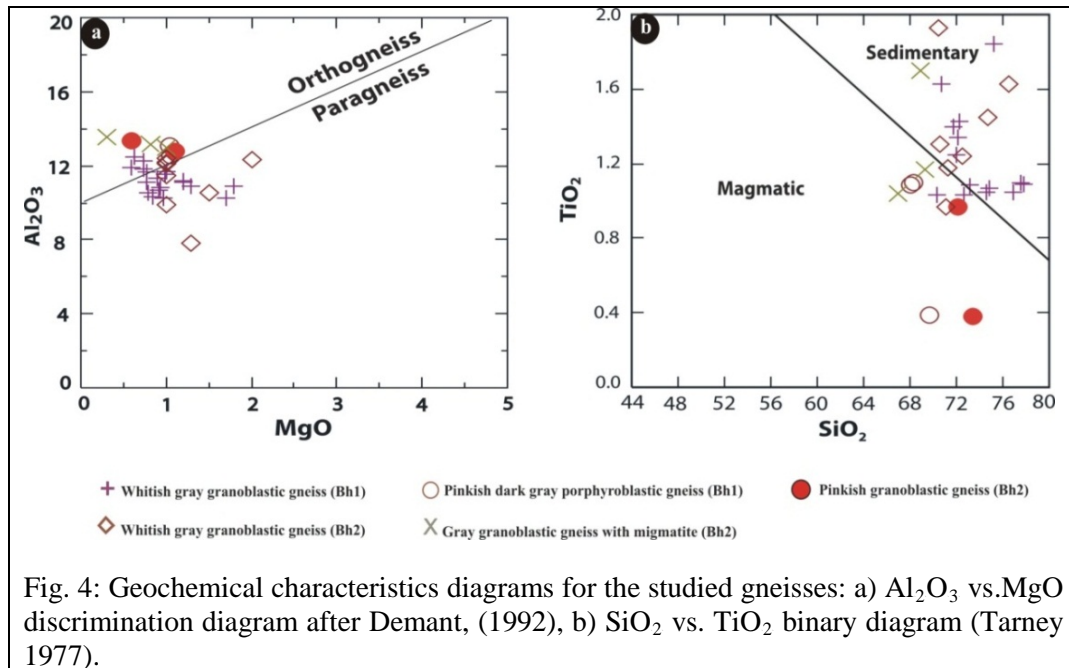 a
20
16
12
8
4
0
Al₂O₃
Orthogneiss
Paragneiss
0 1 2 3 4 5
MgO
b
2.0
1.6
1.2
0.8
0.4
0.0
TiO₂
Sedimentary
Magmatic
44 48 52 56 60 64 68 72 76 80
SiO₂
Whitish gray granoblastic gneiss (Bh1) Pinkish dark gray porphyroblastic gneiss (Bh1) Pinkish granoblastic gneiss (Bh2)
Whitish gray granoblastic gneiss (Bh2) Gray granoblastic gneiss with migmatite (Bh2)
Fig. 4: Geochemical characteristics diagrams for the studied gneisses: a) Al₂O₃ vs.MgO
discrimination diagram after Demant, (1992), b) SiO₂ vs. TiO₂ binary diagram (Tarney
1977).